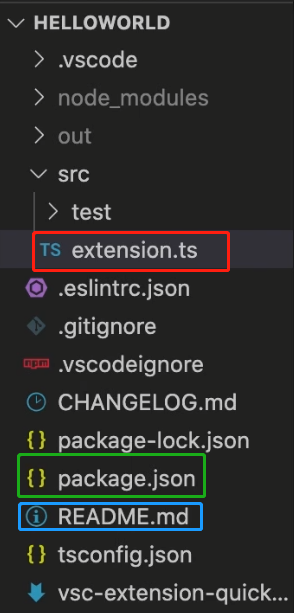 HELLOWORLD
.vscode
node_modules
out
src
test
TS extension.ts
.eslintrc.json
.gitignore
.vscodeignore
CHANGELOG.md
{} package-lock.json
{} package.json
README.md
{} tsconfig.json
vsc-extension-quick...